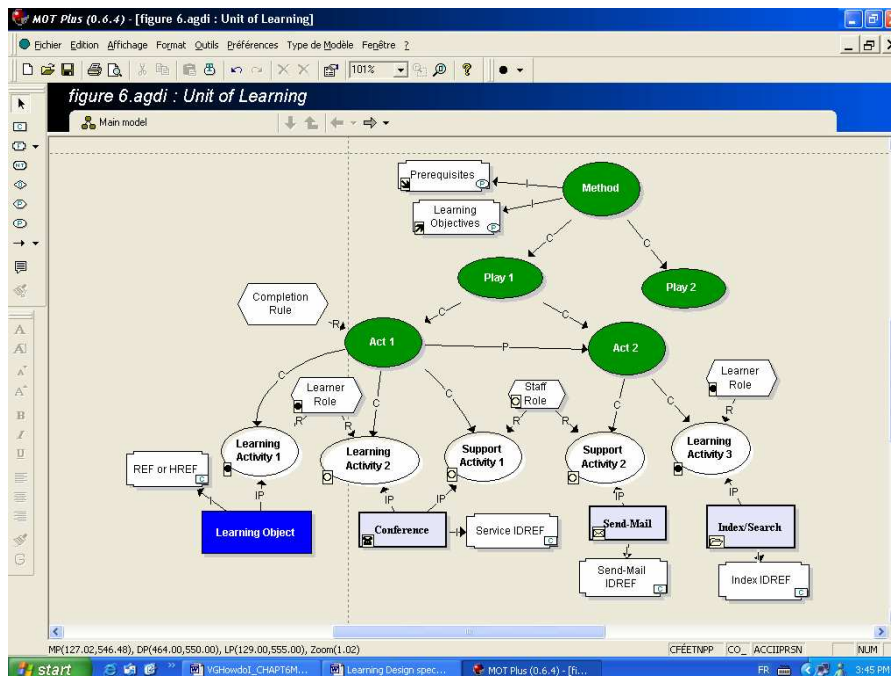 MOT Plus (0.6.4) - [figure 6.agdi : Unit of Learning]
Fichier Edition Affichage Format Outils Préférences Type de Modèle Fenêtre ?
101%
figure 6.agdi : Unit of Learning
Main model
Prerequisites
I
P
Method
Learning
Objectives
I
P
C
C
Play 1
Play 2
Completion
Rule
C
C
R
Act 1
P
Act 2
Learner
Role
Learner
Role
Staff
Role
C
C
C
C
C
R
R
R
R
R
Learning
Activity 1
Learning
Activity 2
Support
Activity 1
Support
Activity 2
Learning
Activity 3
REF or HREF
C
I
IP
IP
IP
IP
IP
Learning Object
Conference
Service IDREF
C
Send-Mail
Index/Search
Send-Mail
IDREF
C
Index IDREF
C
MP(127.02,546.48), DP(464.00,550.00), LP(129.00,555.00), Zoom(1.02)
CFÉETNPP CO_ ACCIIPRSN NUM
start
VGHowdoI_CHAPT6M...
Learning Design spec...
MOT Plus (0.6.4) - [fi...
FR
3:45 PM